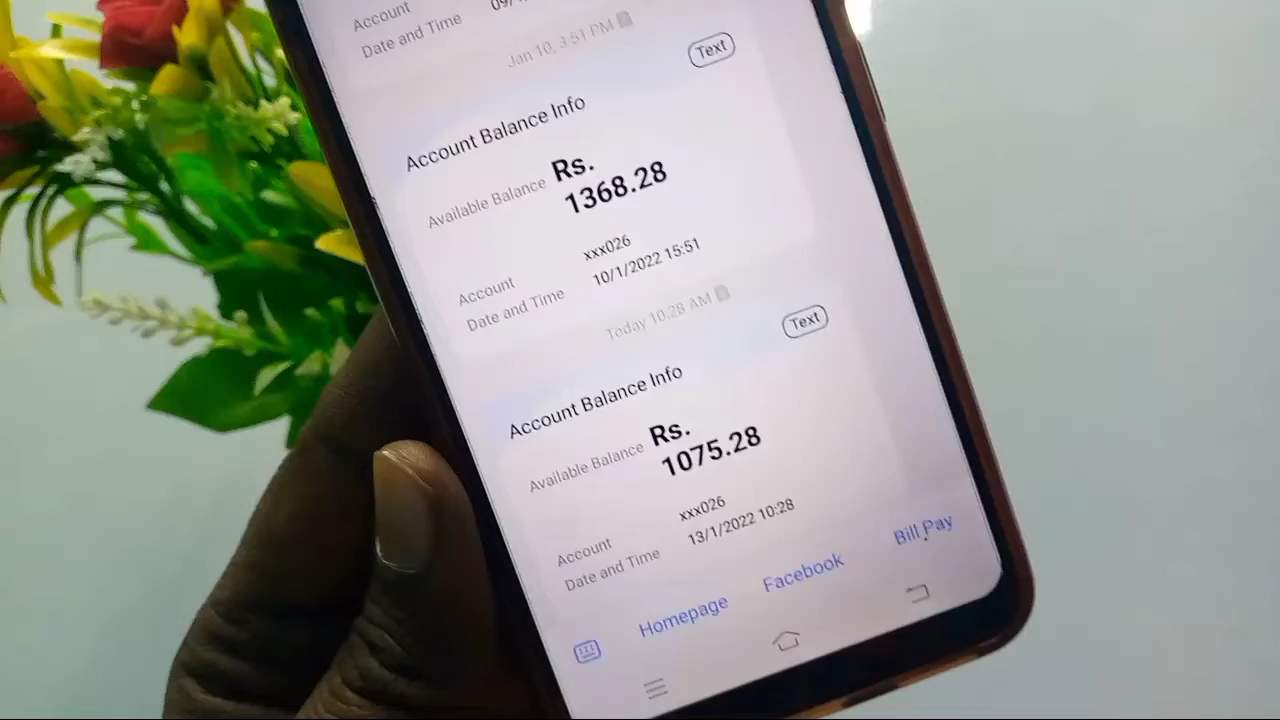 Account
Date and Time 09/
Jan 10, 3:51 PM
Text
Account Balance Info
Available Balance Rs. 1368.28
Account xxx026
Date and Time 10/1/2022 15:51
Today 10:28 AM
Text
Account Balance Info
Available Balance Rs. 1075.28
Account xxx026
Date and Time 13/1/2022 10:28
Homepage Facebook Bill Pay